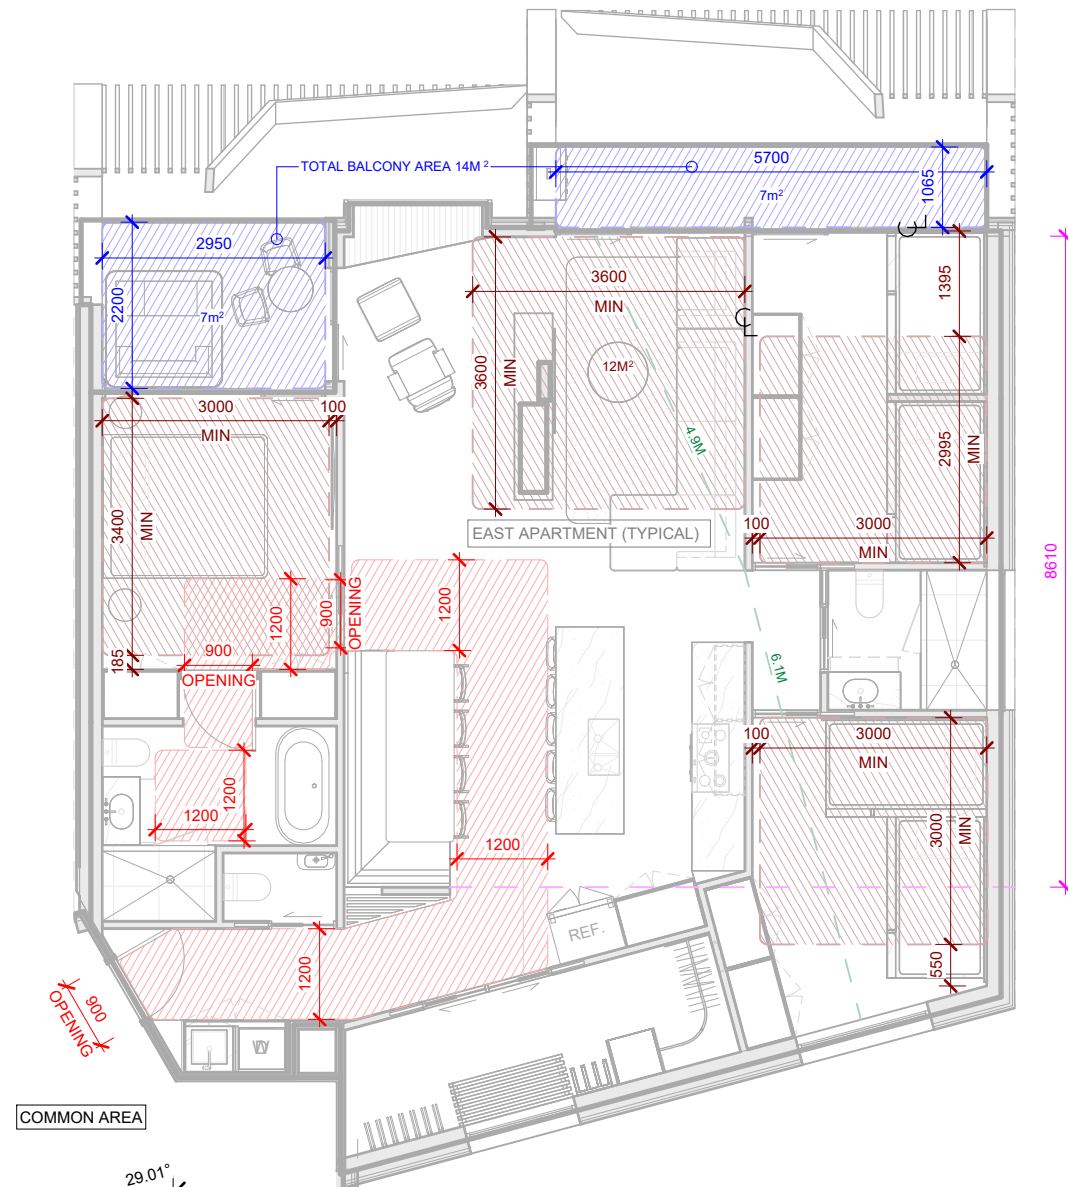 TOTAL BALCONY AREA 14M²
5700
1065
7m²
2950
2200
7m²
3600
MIN
1395
3600
MIN
12M²
3000
MIN
100
4.9M
2995
MIN
3400
MIN
EAST APARTMENT (TYPICAL)
100
3000
MIN
8610
1200
900
OPENING
1200
900
OPENING
185
6.1M
100
3000
MIN
1200
1200
3000
MIN
1200
REF.
1200
550
900
OPENING
W
COMMON AREA
29.01°